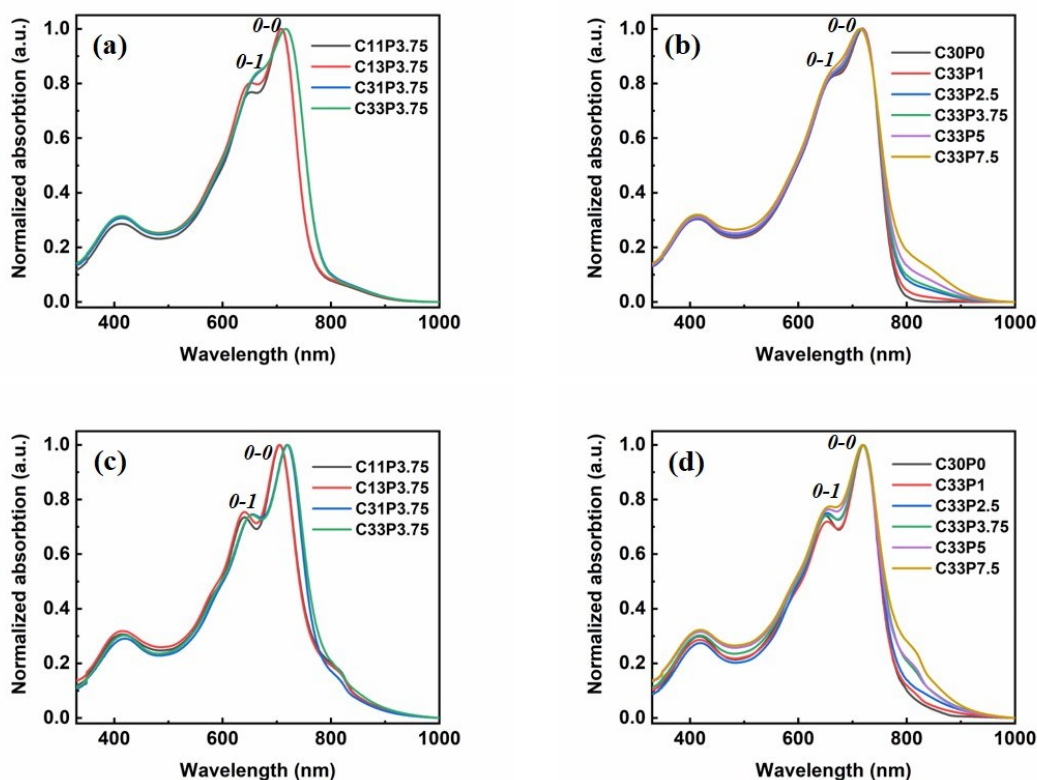 (a)
0-0
0-1
C11P3.75
C13P3.75
C31P3.75
C33P3.75
1.0
0.8
0.6
0.4
0.2
0.0
400
600
800
1000
Normalized absorbtion (a.u.)
Wavelength (nm)
(b)
0-0
0-1
C30P0
C33P1
C33P2.5
C33P3.75
C33P5
C33P7.5
1.0
0.8
0.6
0.4
0.2
0.0
400
600
800
1000
Normalized absorption (a.u.)
Wavelength (nm)
(c)
0-0
0-1
C11P3.75
C13P3.75
C31P3.75
C33P3.75
1.0
0.8
0.6
0.4
0.2
0.0
400
600
800
1000
Normalized absorption (a.u.)
Wavelength (nm)
(d)
0-0
0-1
C30P0
C33P1
C33P2.5
C33P3.75
C33P5
C33P7.5
1.0
0.8
0.6
0.4
0.2
0.0
400
600
800
1000
Normalized absorption (a.u.)
Wavelength (nm)